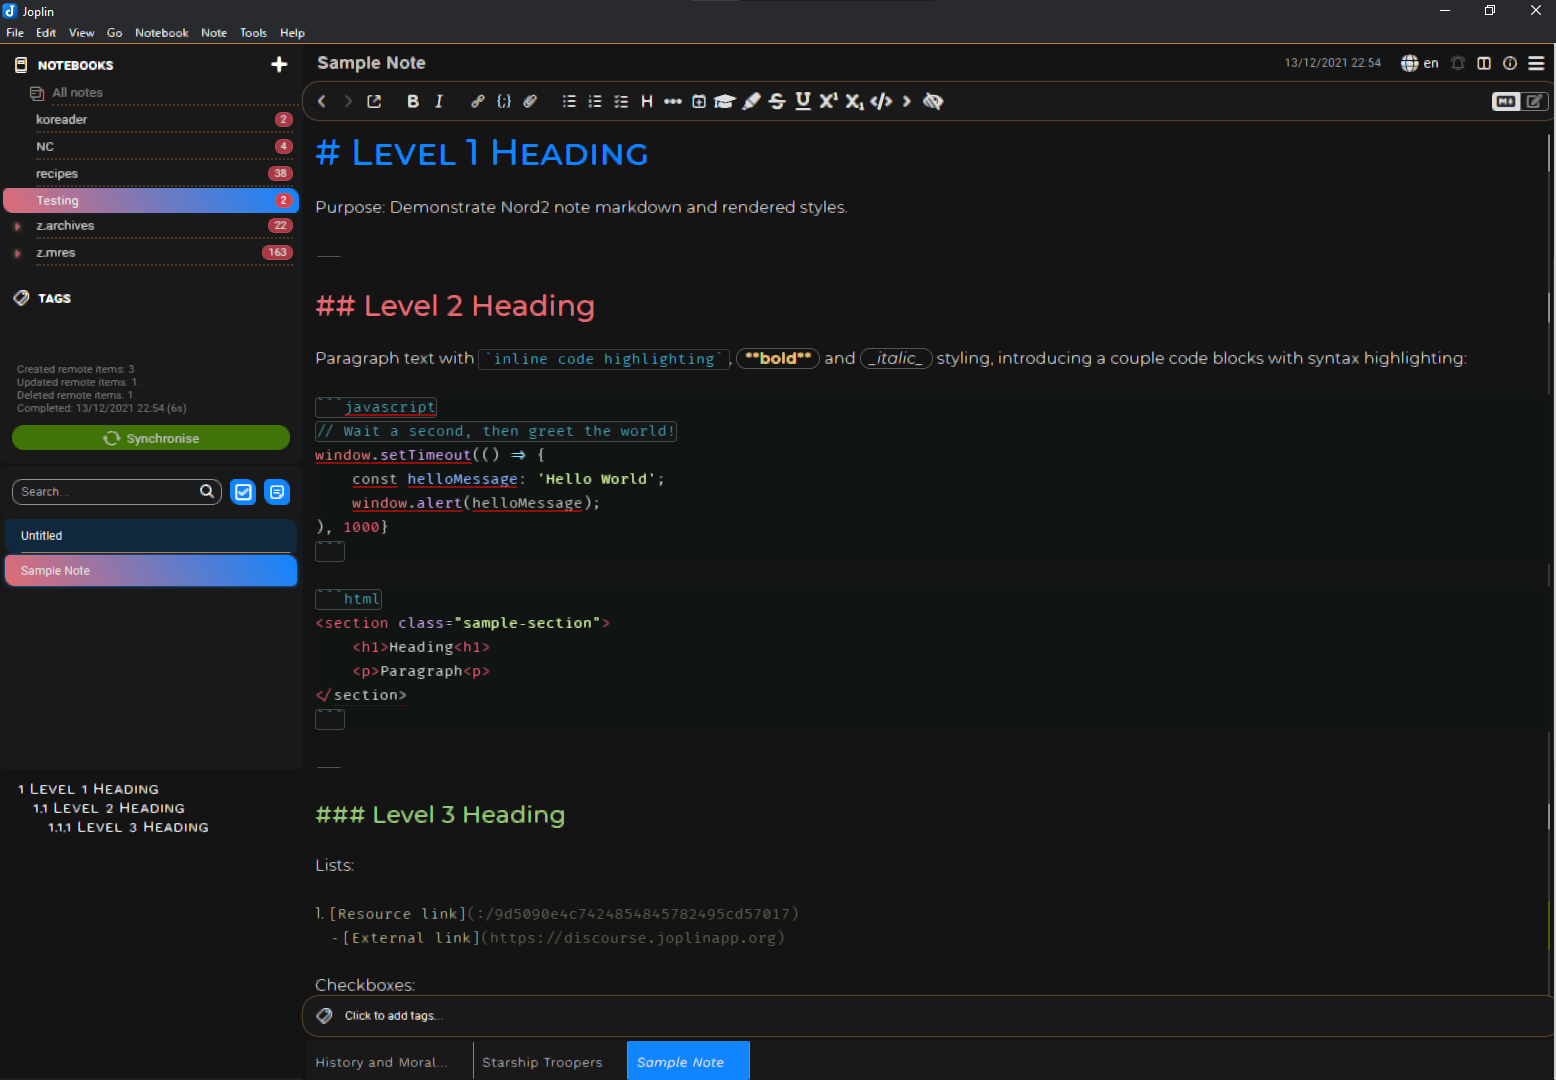 Joplin
File Edit View Go Notebook Note Tools Help
NOTEBOOKS
All notes
koreader 2
NC 4
recipes 38
Testing 2
z.archives 22
z.mres 163
TAGS
Created remote items: 3.
Updated remote items: 1.
Deleted remote items: 1.
Completed: 13/12/2021 22:54 (6s)
Synchronise
Search...
Untitled
Sample Note
1 Level 1 Heading
1.1 Level 2 Heading
1.1.1 Level 3 Heading
Sample Note 13/12/2021 22:54 en
# Level 1 Heading
Purpose: Demonstrate Nord2 note markdown and rendered styles.
## Level 2 Heading
Paragraph text with `inline code highlighting`, **bold** and _italic_ styling, introducing a couple code blocks with syntax highlighting:
```javascript
// Wait a second, then greet the world!
window.setTimeout(() => {
    const helloMessage: 'Hello World';
    window.alert(helloMessage);
), 1000}
```
```html
<section class="sample-section">
    <h1>Heading<h1>
    <p>Paragraph<p>
</section>
```
### Level 3 Heading
Lists:
1. [Resource link](:/9d5090e4c7424854845782495cd57017)
- [External link](https://discourse.joplinapp.org)
Checkboxes:
Click to add tags...
History and Moral... Starship Troopers Sample Note